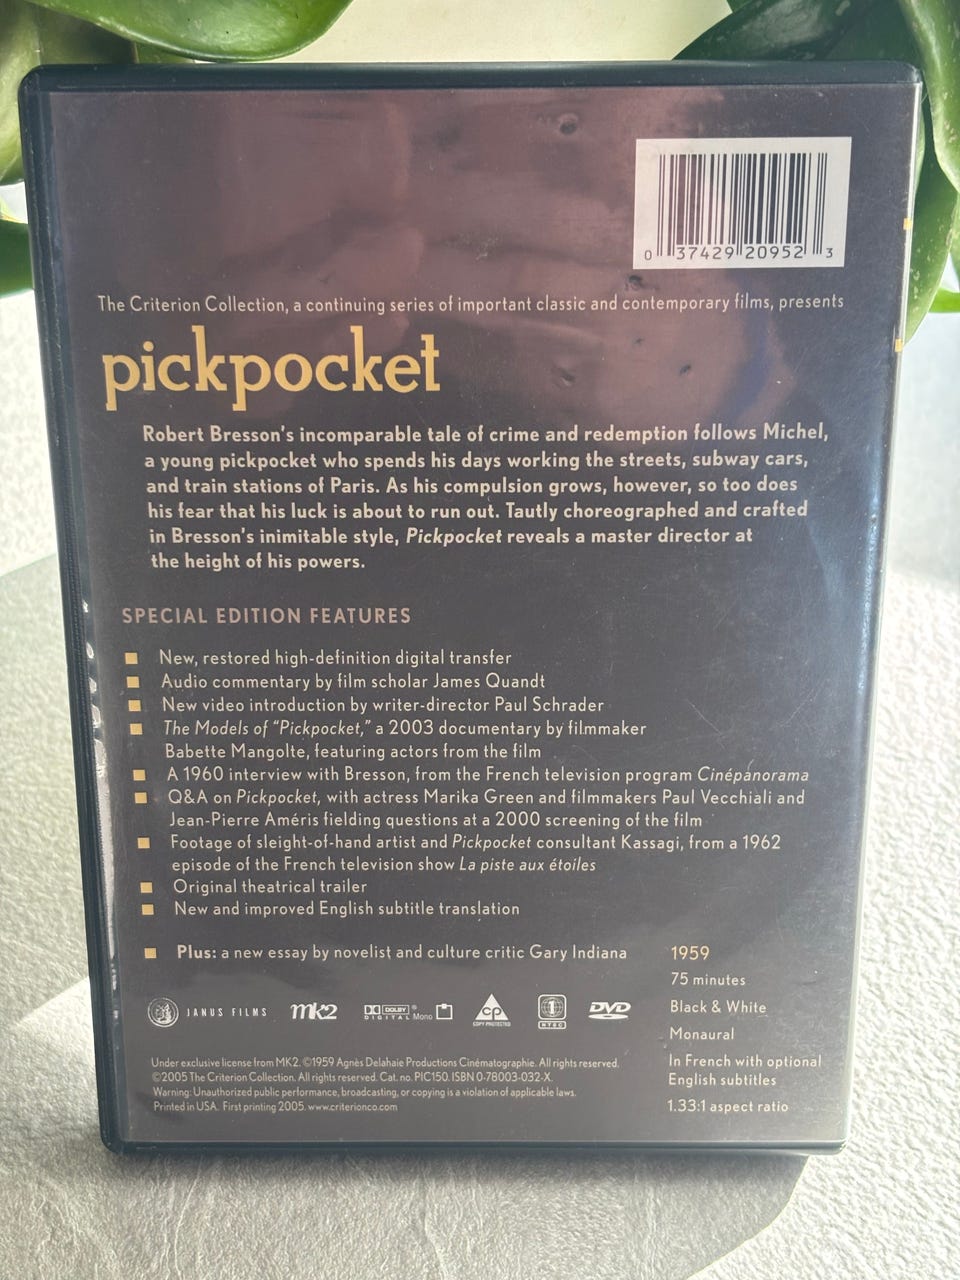 0 37429 20952 3
The Criterion Collection, a continuing series of important classic and contemporary films, presents
pickpocket
Robert Bresson's incomparable tale of crime and redemption follows Michel,
a young pickpocket who spends his days working the streets, subway cars,
and train stations of Paris. As his compulsion grows, however, so too does
his fear that his luck is about to run out. Tautly choreographed and crafted
in Bresson's inimitable style, Pickpocket reveals a master director at
the height of his powers.
SPECIAL EDITION FEATURES
New, restored high-definition digital transfer
Audio commentary by film scholar James Quandt
New video introduction by writer-director Paul Schrader
The Models of “Pickpocket,” a 2003 documentary by filmmaker
Babette Mangolte, featuring actors from the film
A 1960 interview with Bresson, from the French television program Cinépanorama
Q&A on Pickpocket, with actress Marika Green and filmmakers Paul Vecchiali and
Jean-Pierre Améris fielding questions at a 2000 screening of the film
Footage of sleight-of-hand artist and Pickpocket consultant Kassagi, from a 1962
episode of the French television show La piste aux étoiles
Original theatrical trailer
New and improved English subtitle translation
Plus: a new essay by novelist and culture critic Gary Indiana
JANUS FILMS mk2 DOLBY DIGITAL Mono CP COPY PROTECTED 1 NTSC DVD
Under exclusive license from MK2. ©1959 Agnès Delahaie Productions Cinématographie. All rights reserved.
©2005 The Criterion Collection. All rights reserved. Cat. no. PIC150. ISBN 0-78003-032-X.
Warning: Unauthorized public performance, broadcasting, or copying is a violation of applicable laws.
Printed in USA. First printing 2005. www.criterionco.com
1959
75 minutes
Black & White
Monaural
In French with optional
English subtitles
1.33:1 aspect ratio